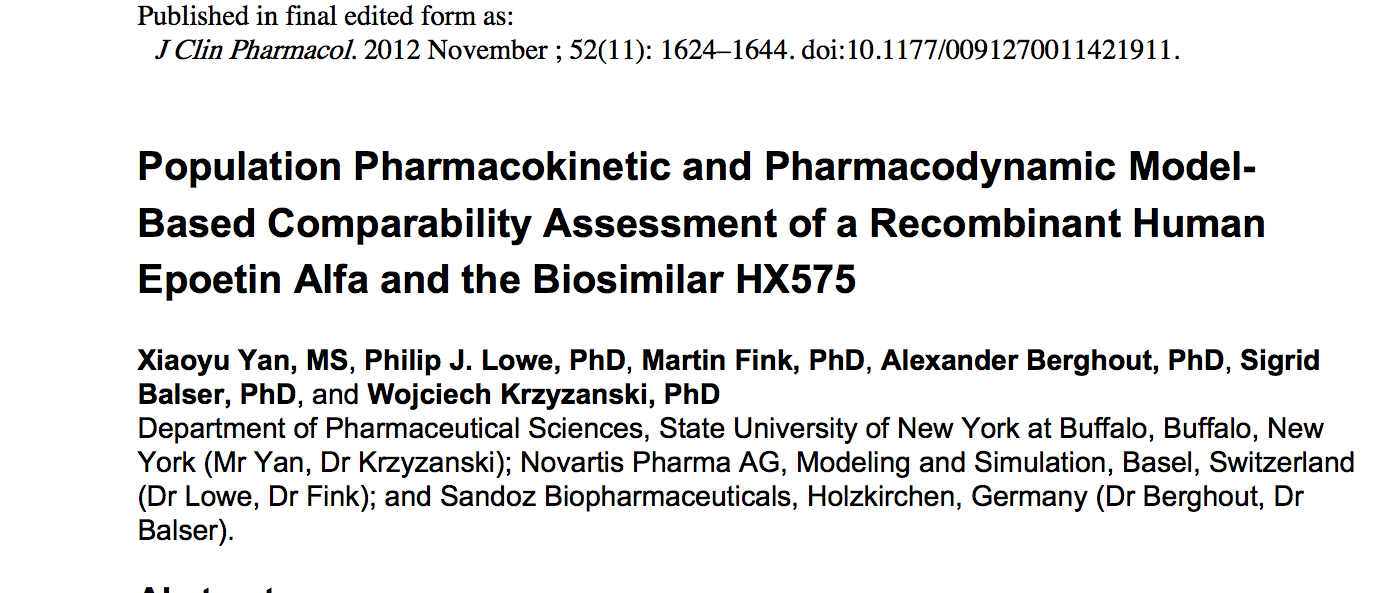 Published in final edited form as:
J Clin Pharmacol. 2012 November ; 52(11): 1624–1644. doi:10.1177/0091270011421911.
Population Pharmacokinetic and Pharmacodynamic Model-
Based Comparability Assessment of a Recombinant Human
Epoetin Alfa and the Biosimilar HX575
Xiaoyu Yan, MS, Philip J. Lowe, PhD, Martin Fink, PhD, Alexander Berghout, PhD, Sigrid
Balser, PhD, and Wojciech Krzyzanski, PhD
Department of Pharmaceutical Sciences, State University of New York at Buffalo, Buffalo, New
York (Mr Yan, Dr Krzyzanski); Novartis Pharma AG, Modeling and Simulation, Basel, Switzerland
(Dr Lowe, Dr Fink); and Sandoz Biopharmaceuticals, Holzkirchen, Germany (Dr Berghout, Dr
Balser).